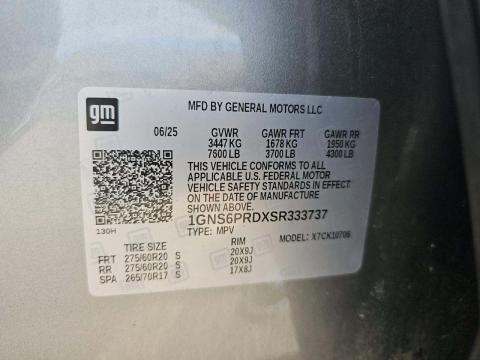 gm
MFD BY GENERAL MOTORS LLC
06/25 GVWR GAWR FRT GAWR RR
3447 KG 1678 KG 1950 KG
7600 LB 3700 LB 4300 LB
THIS VEHICLE CONFORMS TO ALL
APPLICABLE U.S. FEDERAL MOTOR
VEHICLE SAFETY STANDARDS IN EFFECT
ON THE DATE OF MANUFACTURE
SHOWN ABOVE.
1GNS6PRDXSR333737
130H
TYPE: MPV MODEL: X7CK10706
TIRE SIZE RIM
FRT 275/60R20 S 20X9J
RR 275/60R20 S 20X9J
SPA 265/70R17 S 17X8J